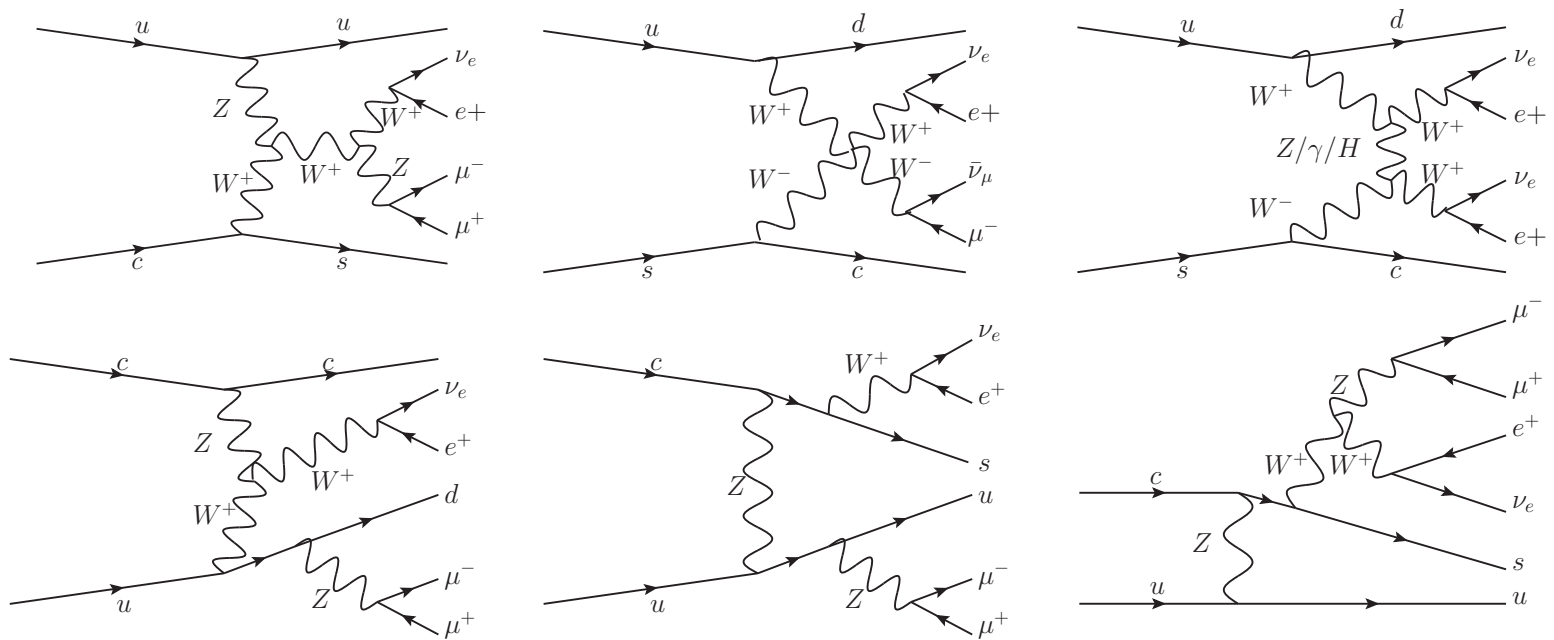 u u
Z
W⁺
ν_e
e+
W⁺
Z
W⁺
μ⁻
μ⁺
c s
u d
W⁺
ν_e
e+
W⁺
W⁻
W⁻
ν̄_μ
μ⁻
s c
u d
W⁺
ν_e
e+
W⁺
Z/γ/H
W⁺
W⁻
ν_e
e+
s c
c c
Z
ν_e
e⁺
W⁺
W⁺
d
u
Z
μ⁻
μ⁺
c
W⁺
ν_e
e⁺
s
Z
u
u
Z
μ⁻
μ⁺
μ⁻
Z
μ⁺
e⁺
W⁺ W⁺
c
ν_e
Z
s
u u